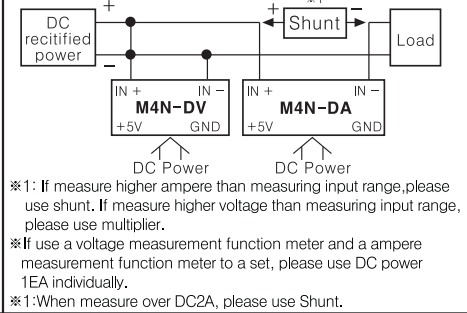 + ※1
+ −
DC
recitified
power
Shunt
Load
−
IN + IN −
M4N-DV
+5V GND
IN + IN −
M4N-DA
+5V GND
DC Power DC Power
※1: If measure higher ampere than measuring input range,please
use shunt. If measure higher voltage than measuring input range,
please use multiplier.
※If use a voltage measurement function meter and a ampere
measurement function meter to a set, please use DC power
1EA individually.
※1:When measure over DC2A, please use Shunt.